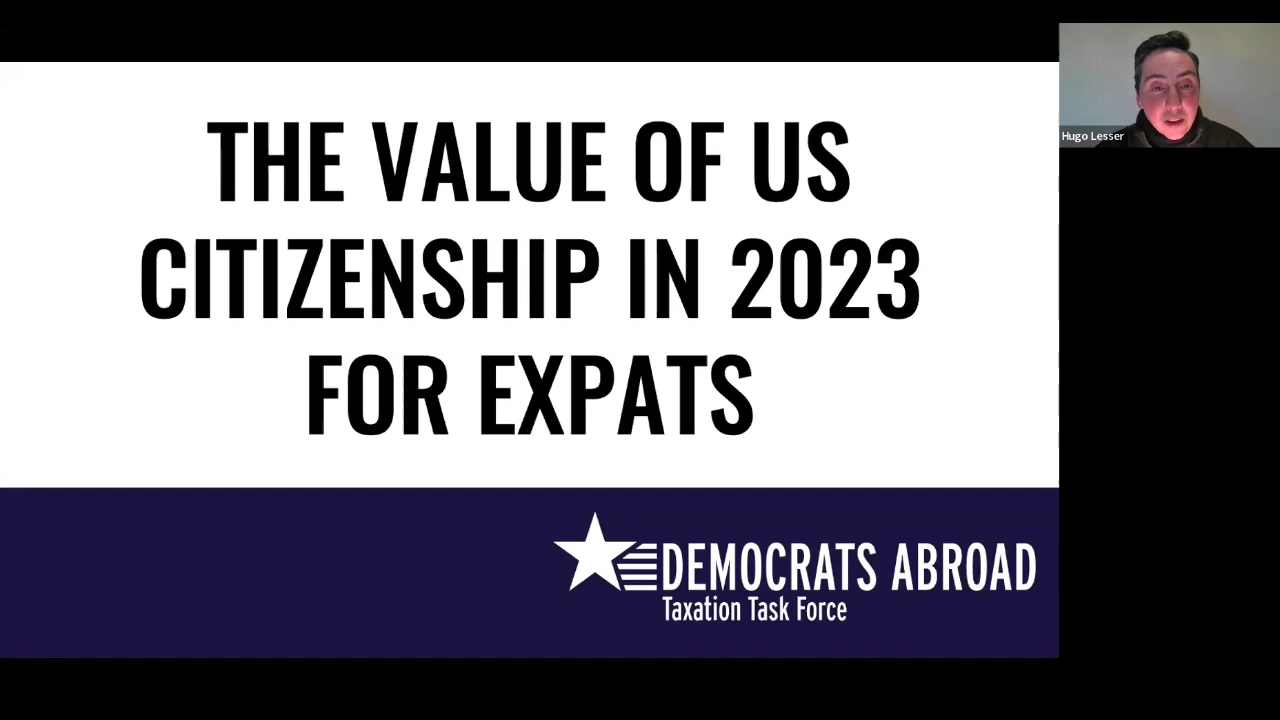 THE VALUE OF US
CITIZENSHIP IN 2023
FOR EXPATS
DEMOCRATS ABROAD
Taxation Task Force
Hugo Lesser